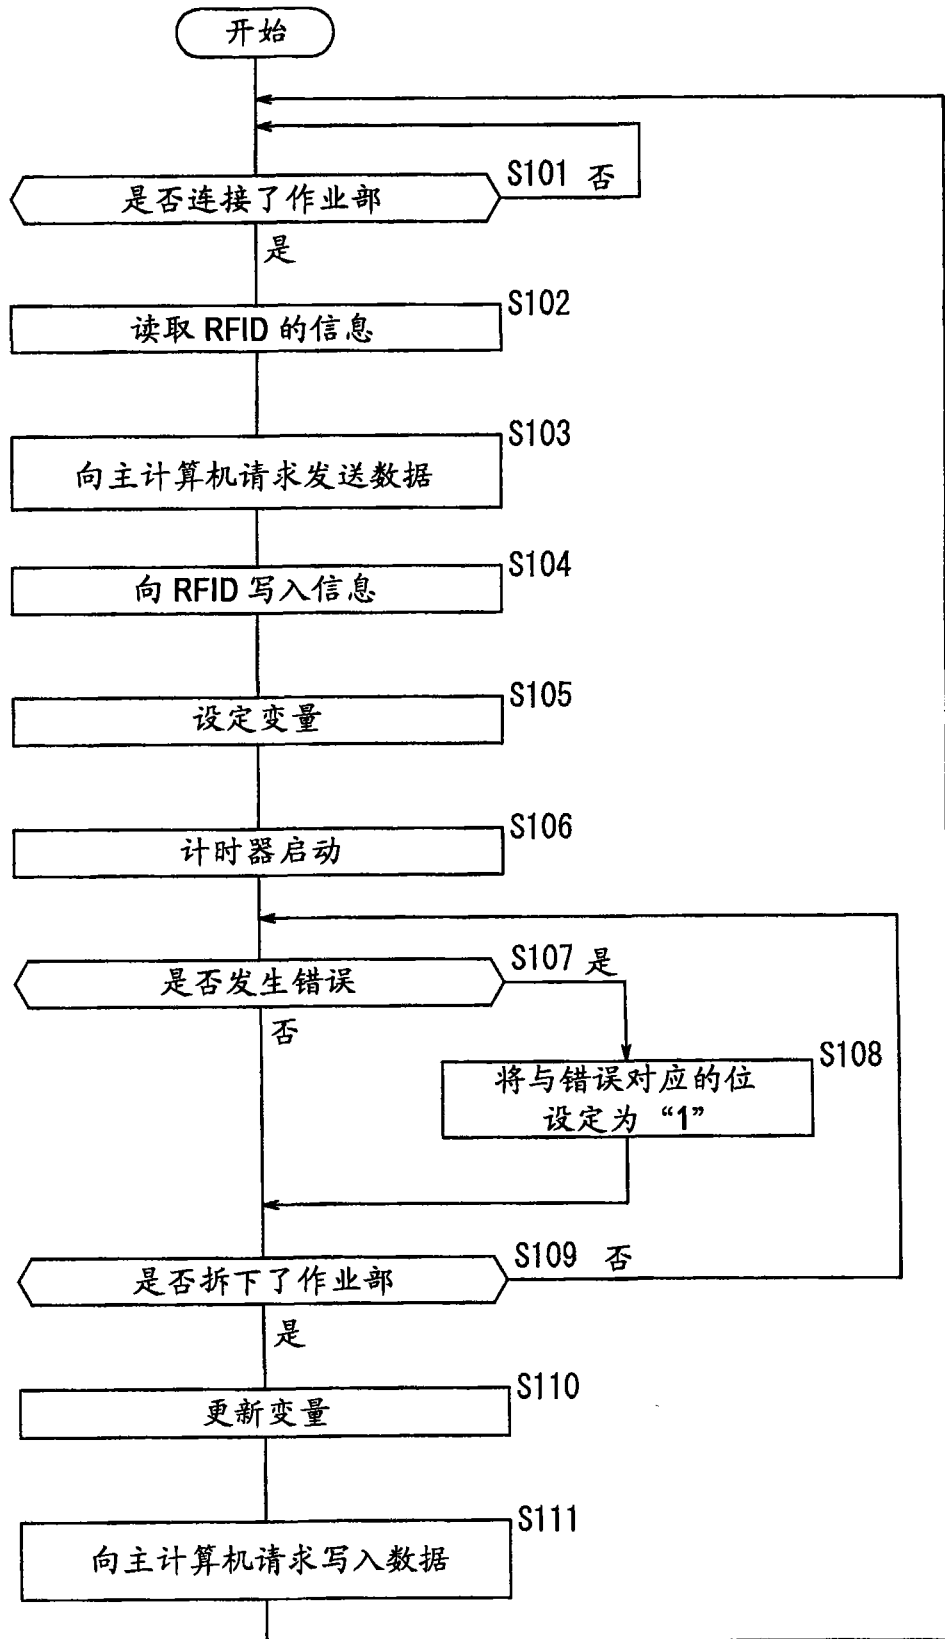 开始
S101 否
是否连接了作业部
是
S102
读取 RFID 的信息
S103
向主计算机请求发送数据
S104
向 RFID 写入信息
S105
设定变量
S106
计时器启动
S107 是
是否发生错误
否
S108
将与错误对应的位
设定为 “1”
S109 否
是否拆下了作业部
是
S110
更新变量
S111
向主计算机请求写入数据